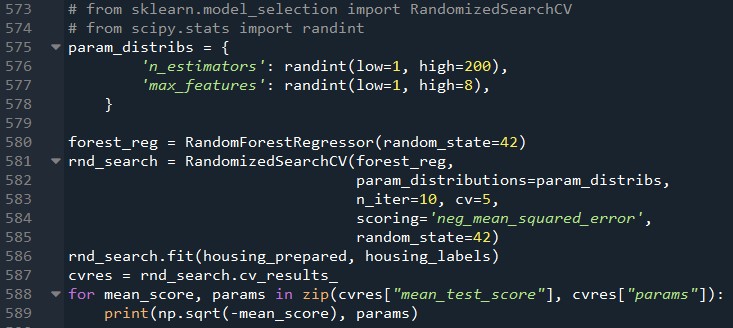 573 # from sklearn.model_selection import RandomizedSearchCV
574 # from scipy.stats import randint
575 param_distribs = {
576         'n_estimators': randint(low=1, high=200),
577         'max_features': randint(low=1, high=8),
578     }
579
580 forest_reg = RandomForestRegressor(random_state=42)
581 rnd_search = RandomizedSearchCV(forest_reg,
582                                 param_distributions=param_distribs,
583                                 n_iter=10, cv=5,
584                                 scoring='neg_mean_squared_error',
585                                 random_state=42)
586 rnd_search.fit(housing_prepared, housing_labels)
587 cvres = rnd_search.cv_results_
588 for mean_score, params in zip(cvres["mean_test_score"], cvres["params"]):
589     print(np.sqrt(-mean_score), params)